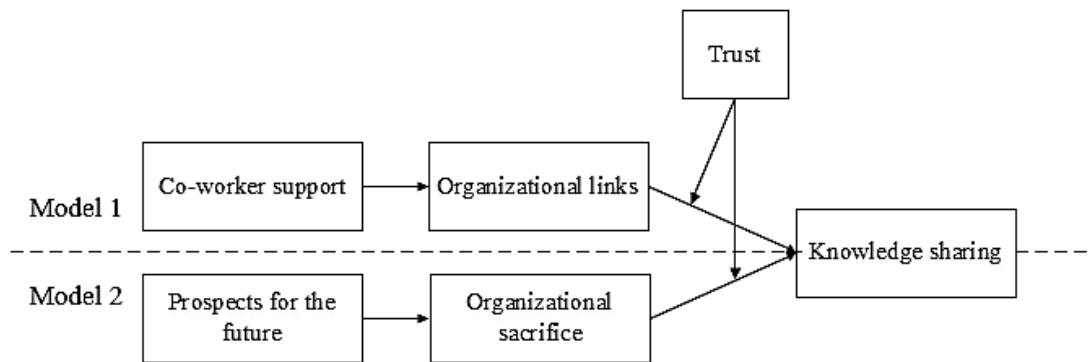 Trust
Co-worker support
Organizational links
Model 1
Knowledge sharing
Model 2
Prospects for the
future
Organizational
sacrifice